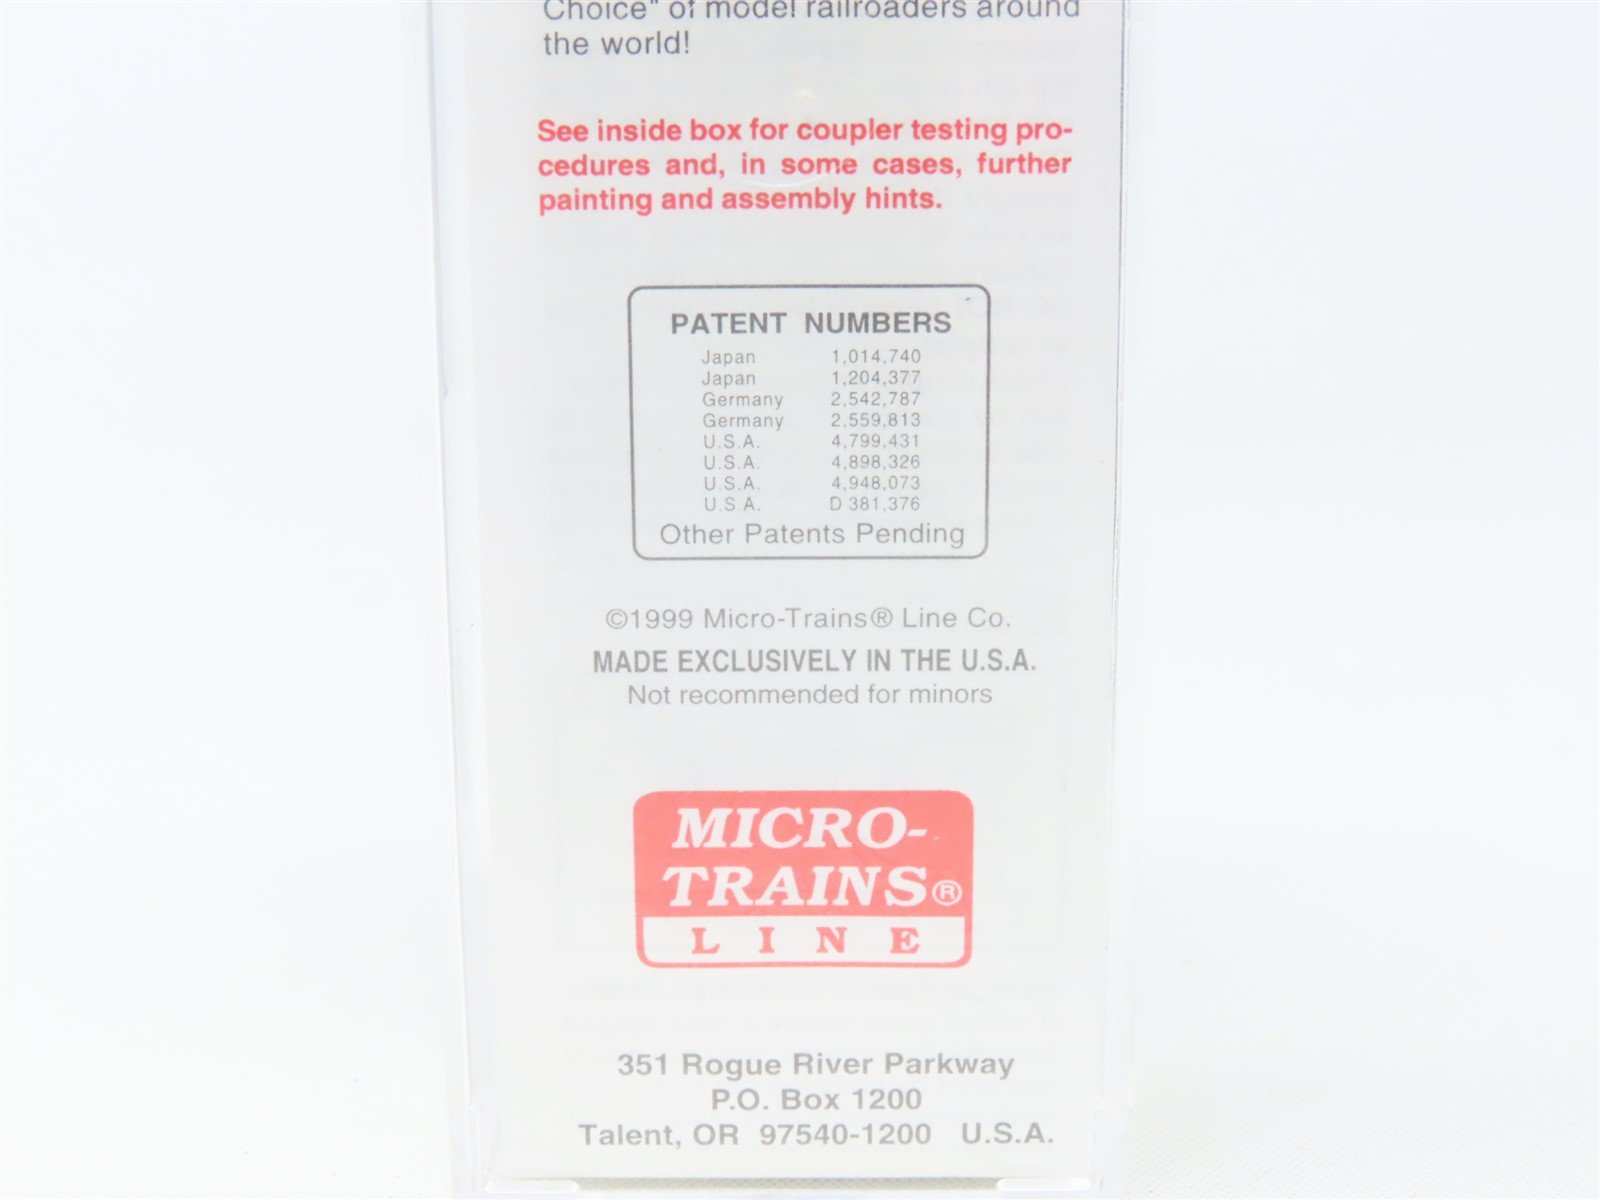 Choice" of model railroaders around
the world!
See inside box for coupler testing pro-
cedures and, in some cases, further
painting and assembly hints.
PATENT NUMBERS
Japan 1,014,740
Japan 1,204,377
Germany 2,542,787
Germany 2,559,813
U.S.A. 4,799,431
U.S.A. 4,898,326
U.S.A. 4,948,073
U.S.A. D 381,376
Other Patents Pending
©1999 Micro-Trains® Line Co.
MADE EXCLUSIVELY IN THE U.S.A.
Not recommended for minors
MICRO-
TRAINS®
LINE
351 Rogue River Parkway
P.O. Box 1200
Talent, OR 97540-1200 U.S.A.